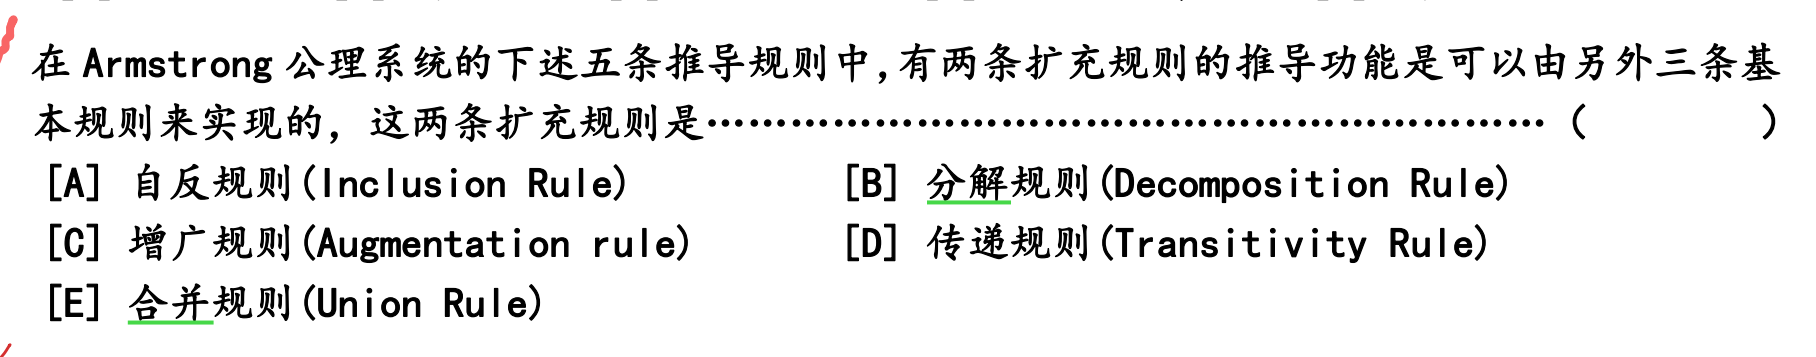 在 Armstrong 公理系统的下述五条推导规则中,有两条扩充规则的推导功能是可以由另外三条基
本规则来实现的，这两条扩充规则是…………………………………………………………（ ）
[A] 自反规则(Inclusion Rule) [B] 分解规则(Decomposition Rule)
[C] 增广规则(Augmentation rule) [D] 传递规则(Transitivity Rule)
[E] 合并规则(Union Rule)